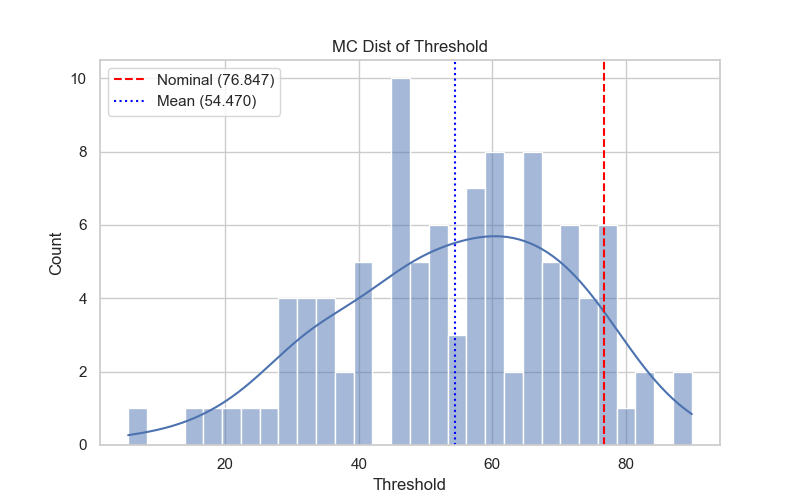 MC Dist of Threshold
Nominal (76.847)
Mean (54.470)
Count
10
8
6
4
2
0
20
40
60
80
Threshold